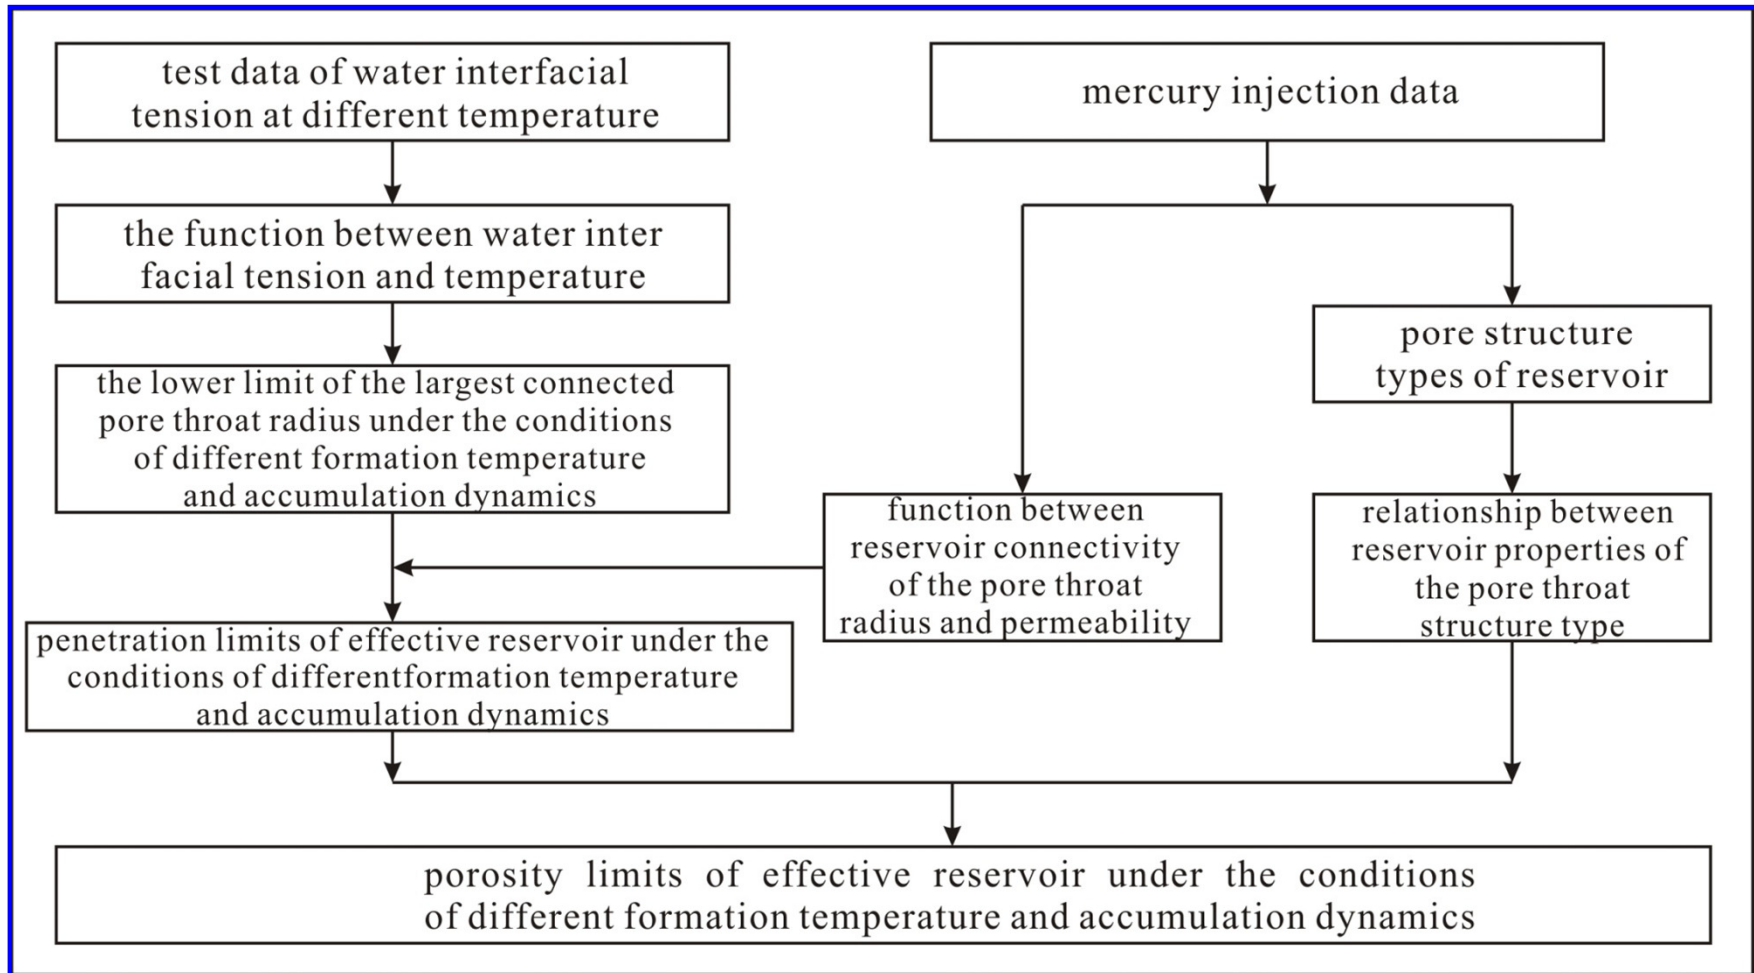 test data of water interfacial
tension at different temperature
mercury injection data
the function between water inter
facial tension and temperature
pore structure
types of reservoir
the lower limit of the largest connected
pore throat radius under the conditions
of different formation temperature
and accumulation dynamics
function between
reservoir connectivity
of the pore throat
radius and permeability
relationship between
reservoir properties of
the pore throat
structure type
penetration limits of effective reservoir under the
conditions of differentformation temperature
and accumulation dynamics
porosity limits of effective reservoir under the conditions
of different formation temperature and accumulation dynamics